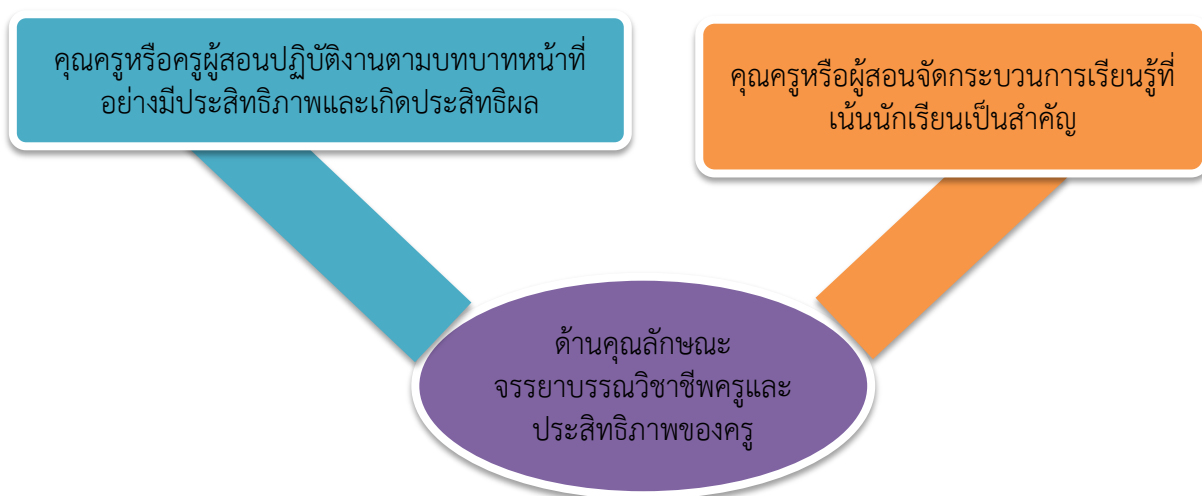 คุณครูหรือครูผู้สอนปฏิบัติงานตามบทบาทหน้าที่
อย่างมีประสิทธิภาพและเกิดประสิทธิผล
คุณครูหรือผู้สอนจัดกระบวนการเรียนรู้ที่
เน้นนักเรียนเป็นสำคัญ
ด้านคุณลักษณะ
จรรยาบรรณวิชาชีพครูและ
ประสิทธิภาพของครู